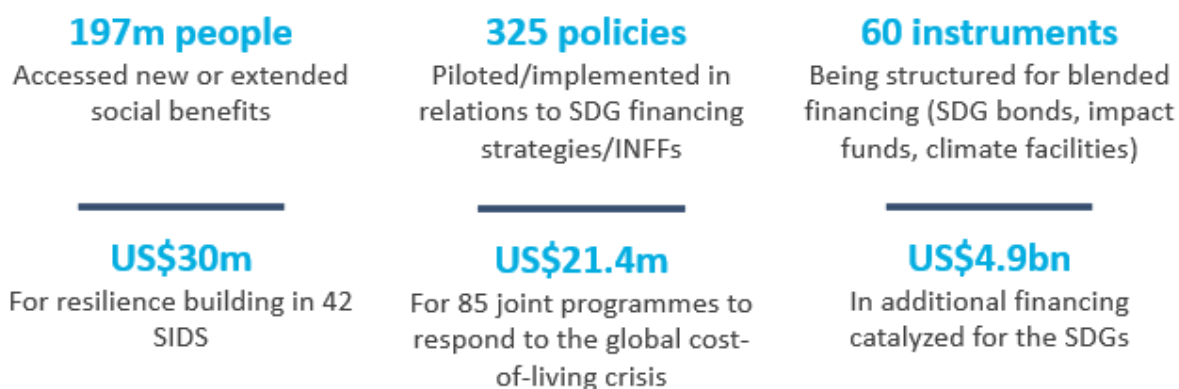 197m people
Accessed new or extended
social benefits
325 policies
Piloted/implemented in
relations to SDG financing
strategies/INFFs
60 instruments
Being structured for blended
financing (SDG bonds, impact
funds, climate facilities)
US$30m
For resilience building in 42
SIDS
US$21.4m
For 85 joint programmes to
respond to the global cost-
of-living crisis
US$4.9bn
In additional financing
catalyzed for the SDGs